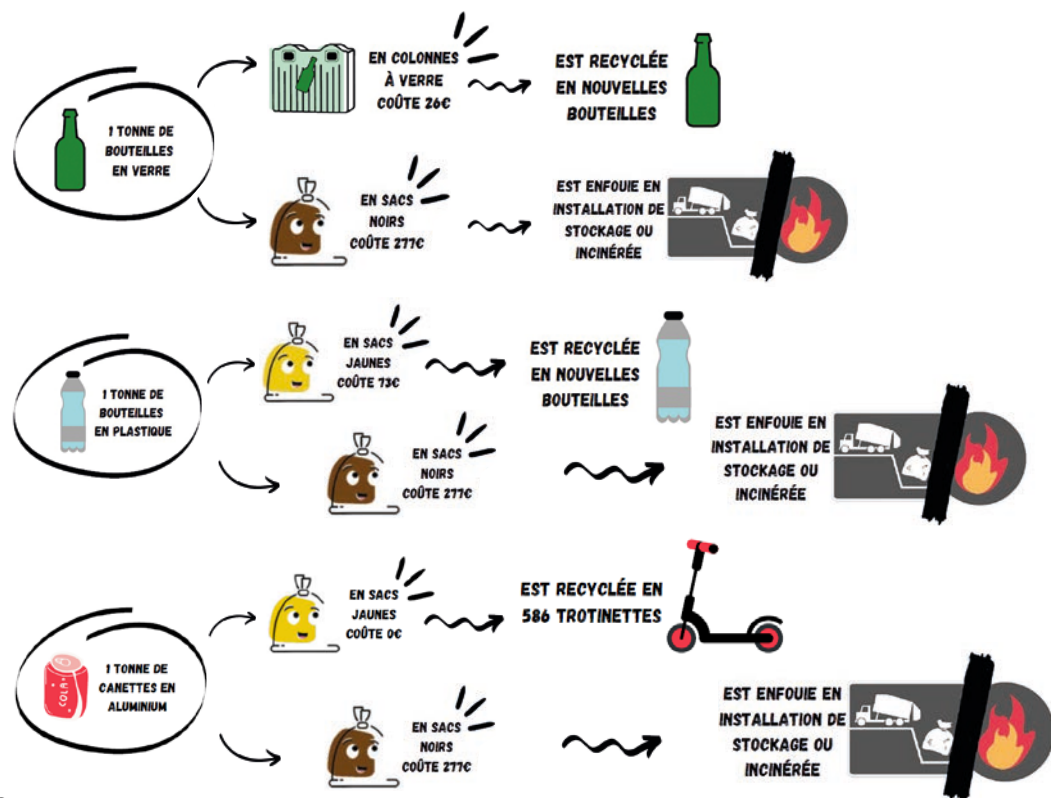 1 TONNE DE
BOUTEILLES
EN VERRE
EN COLONNES
À VERRE
COÛTE 26€
EST RECYCLÉE
EN NOUVELLES
BOUTEILLES
EN SACS
NOIRS
COÛTE 277€
EST ENFOUIE EN
INSTALLATION DE
STOCKAGE OU
INCINÉRÉE
1 TONNE DE
BOUTEILLES
EN PLASTIQUE
EN SACS
JAUNES
COÛTE 73€
EST RECYCLÉE
EN NOUVELLES
BOUTEILLES
EN SACS
NOIRS
COÛTE 277€
EST ENFOUIE EN
INSTALLATION DE
STOCKAGE OU
INCINÉRÉE
COLA
1 TONNE DE
CANETTES EN
ALUMINIUM
EN SACS
JAUNES
COÛTE 0€
EST RECYCLÉE EN
586 TROTINETTES
EN SACS
NOIRS
COÛTE 277€
EST ENFOUIE EN
INSTALLATION DE
STOCKAGE OU
INCINÉRÉE